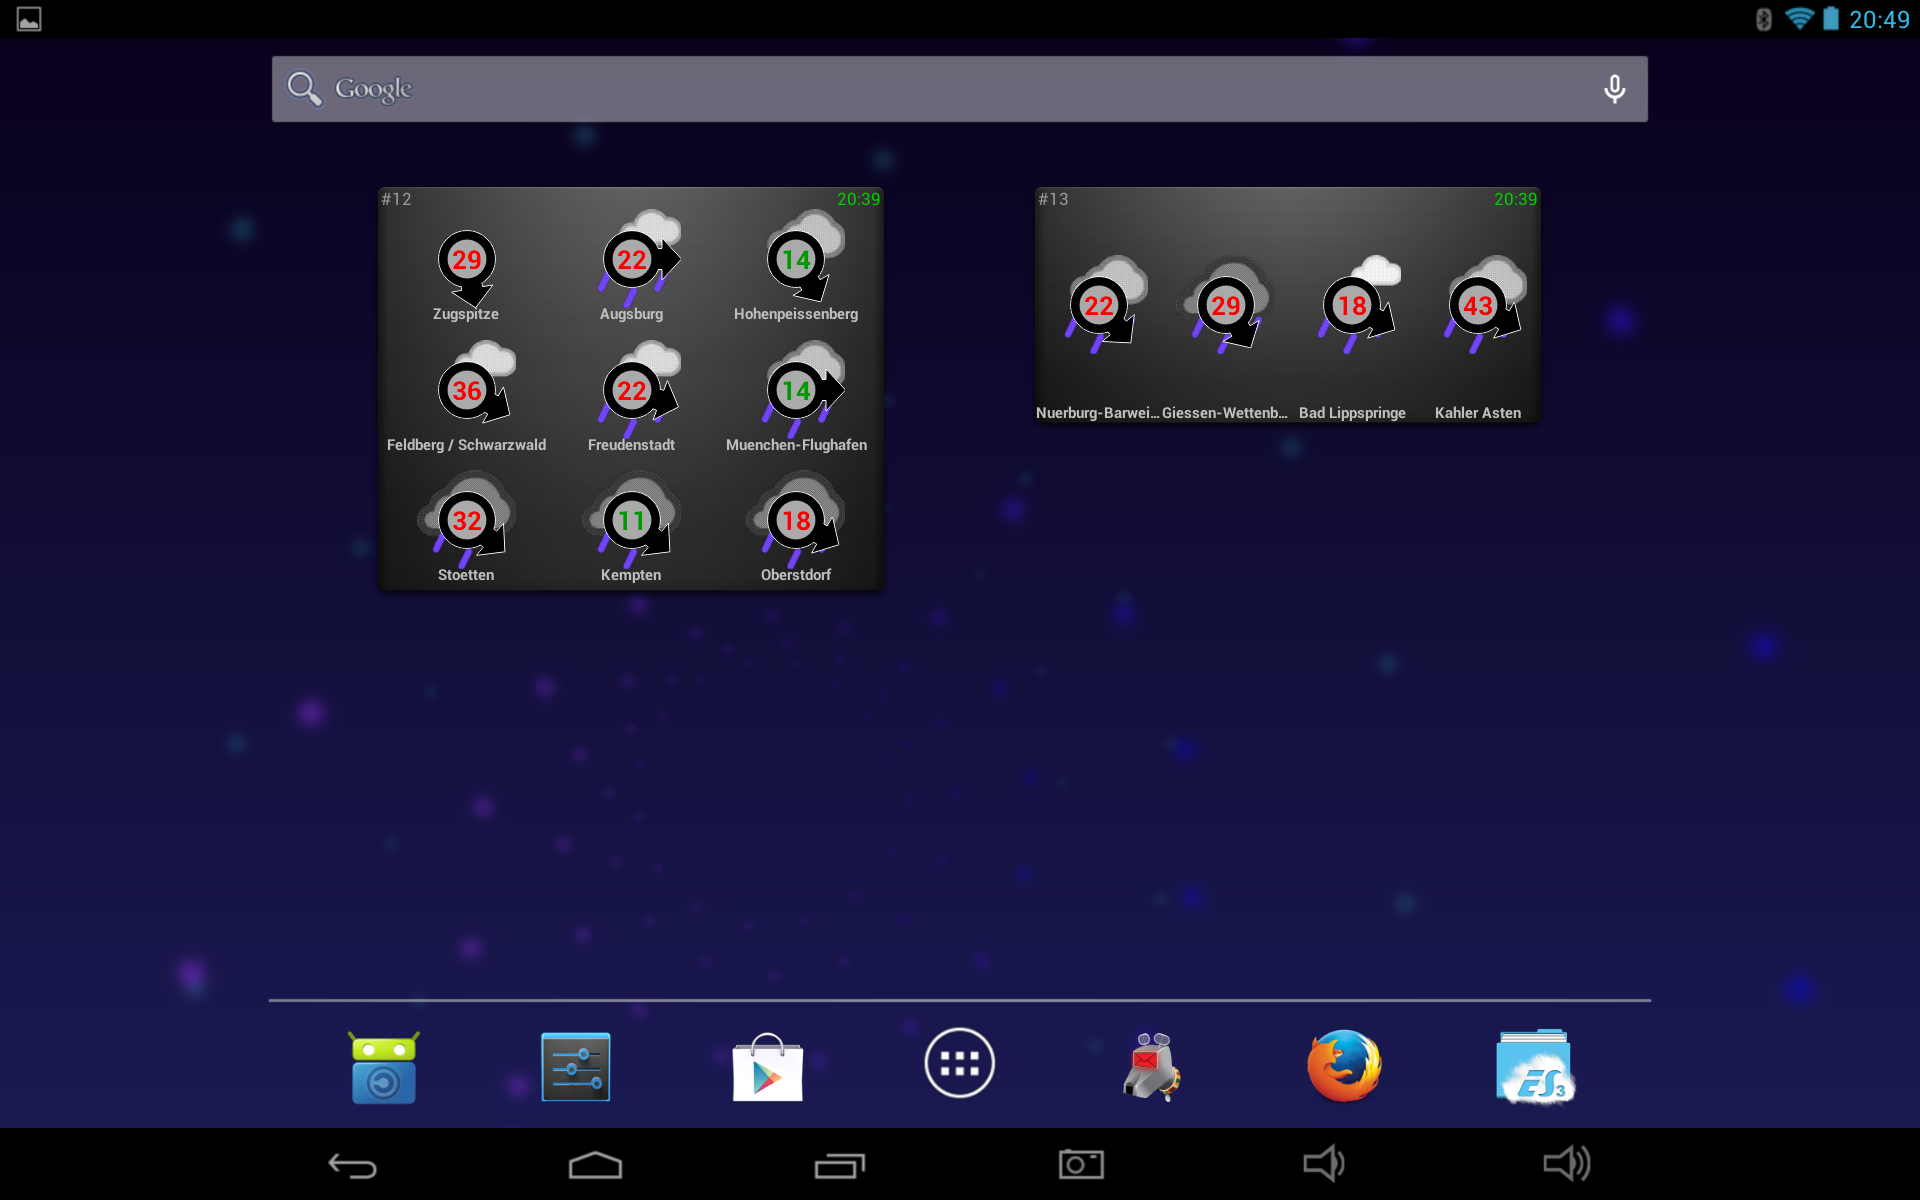 20:49
Google
#12 20:39
29 22 14
Zugspitze Augsburg Hohenpeissenberg
36 22 14
Feldberg / Schwarzwald Freudenstadt Muenchen-Flughafen
32 11 18
Stoetten Kempten Oberstdorf
#13 20:39
22 29 18 43
Nuerburg-Barwei... Giessen-Wettenb... Bad Lippspringe Kahler Asten
ES3